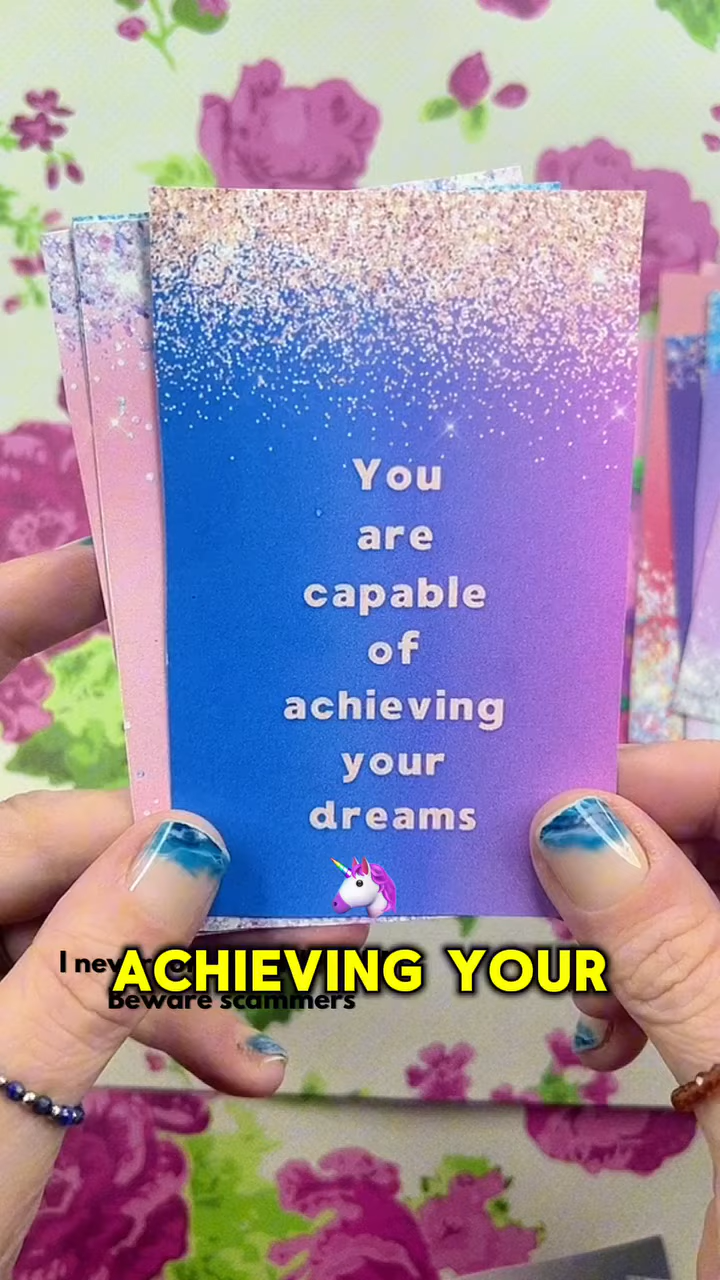 You
are
capable
of
achieving
your
dreams
I
ACHIEVING YOUR
Beware scammers